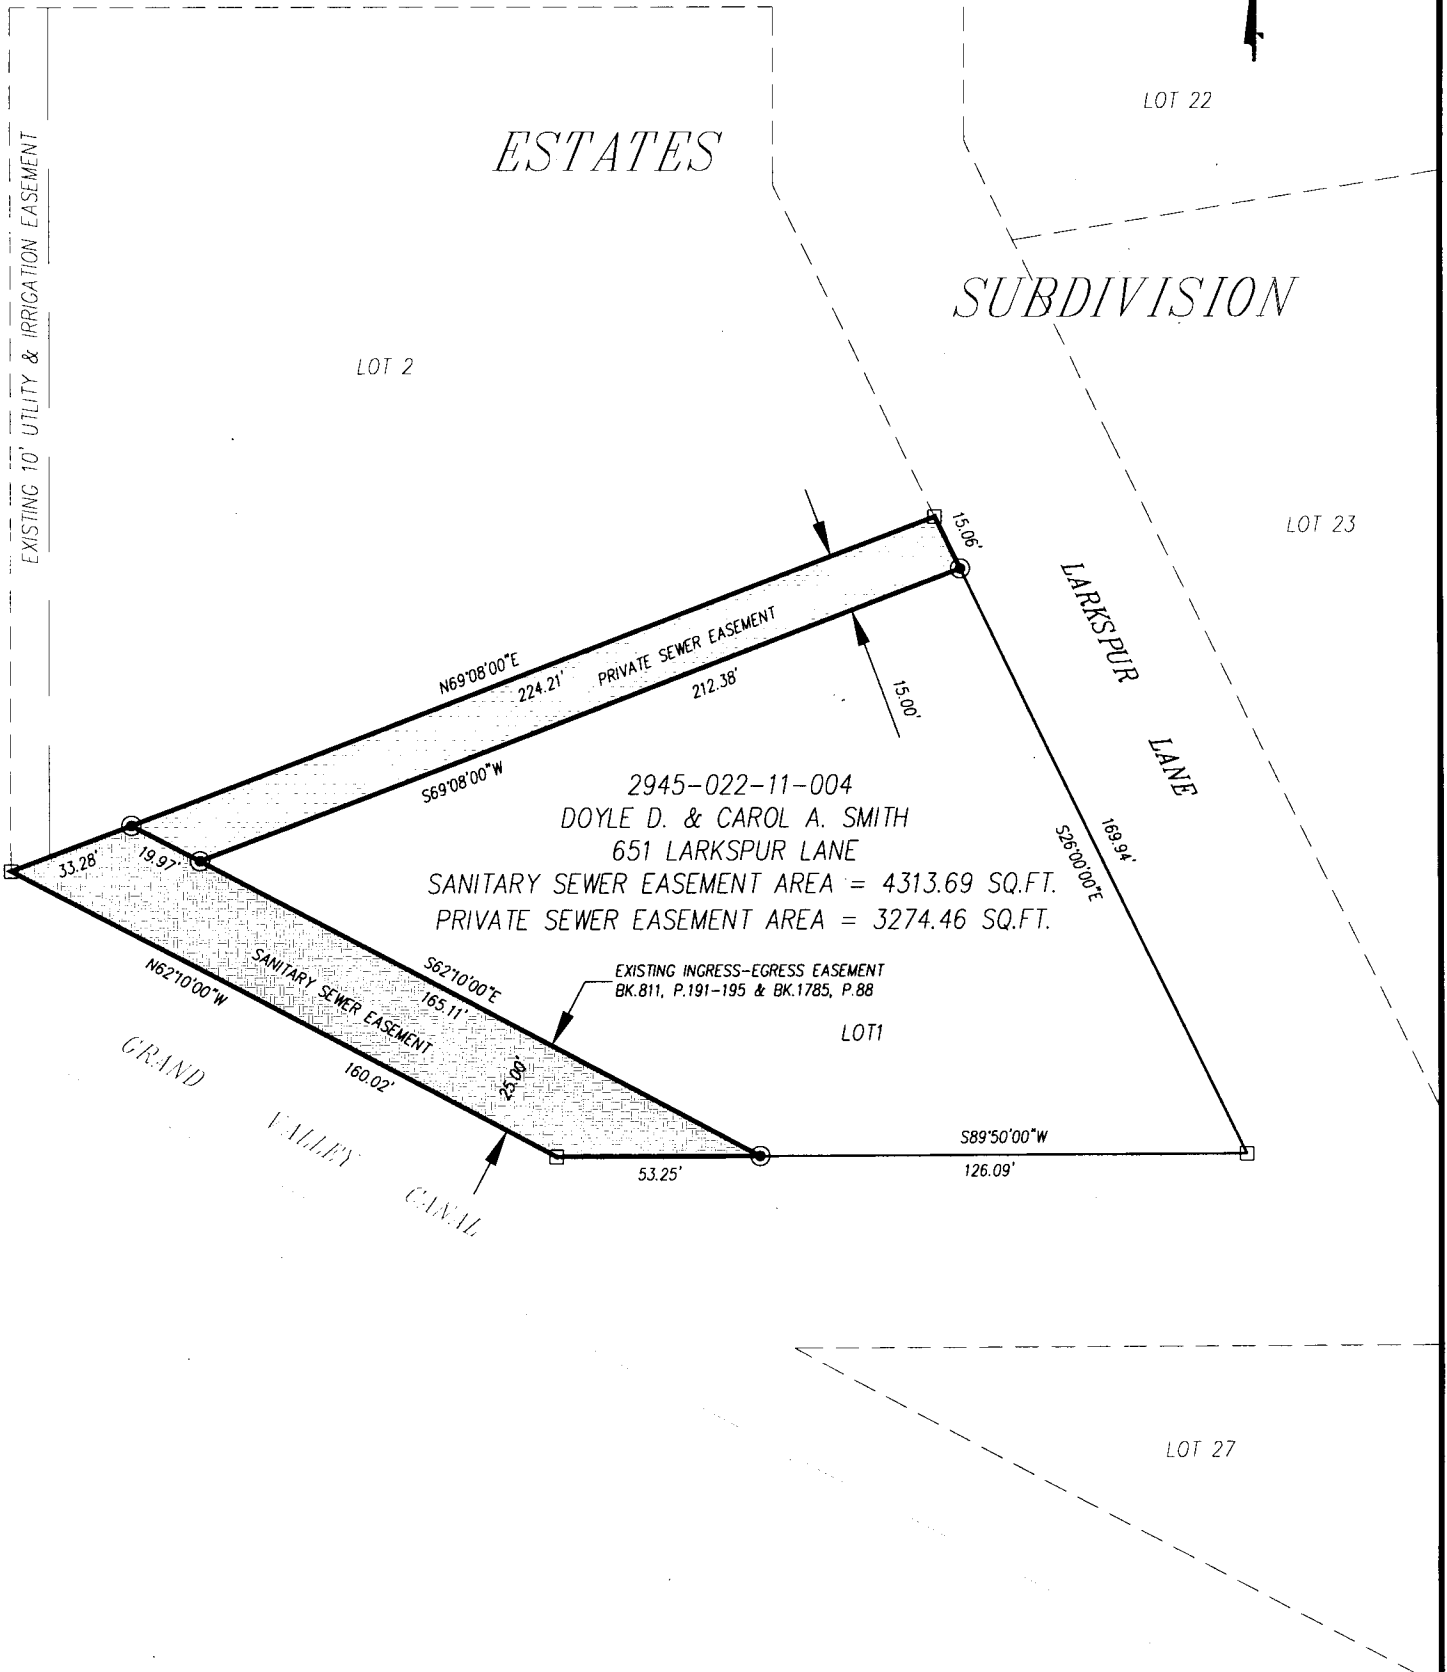 LOT 22
ESTATES
EXISTING 10' UTLITY & IRRIGATION EASEMENT
SUBDIVISION
LOT 2
LOT 23
15.06'
LARKSPUR
LANE
N69°08'00"E
224.21'
PRIVATE SEWER EASEMENT
212.38'
15.00'
S69°08'00"W
2945-022-11-004
DOYLE D. & CAROL A. SMITH
651 LARKSPUR LANE
SANITARY SEWER EASEMENT AREA = 4313.69 SQ.FT.
PRIVATE SEWER EASEMENT AREA = 3274.46 SQ.FT.
169.94'
S26°00'00"E
33.28'
19.97'
N62°10'00"W
SANITARY SEWER EASEMENT
S62°10'00"E
165.11'
EXISTING INGRESS-EGRESS EASEMENT
BK.811, P.191-195 & BK.1785, P.88
LOT1
160.02'
25.00'
GRAND
VALLEY
CANAL
53.25'
S89°50'00"W
126.09'
LOT 27